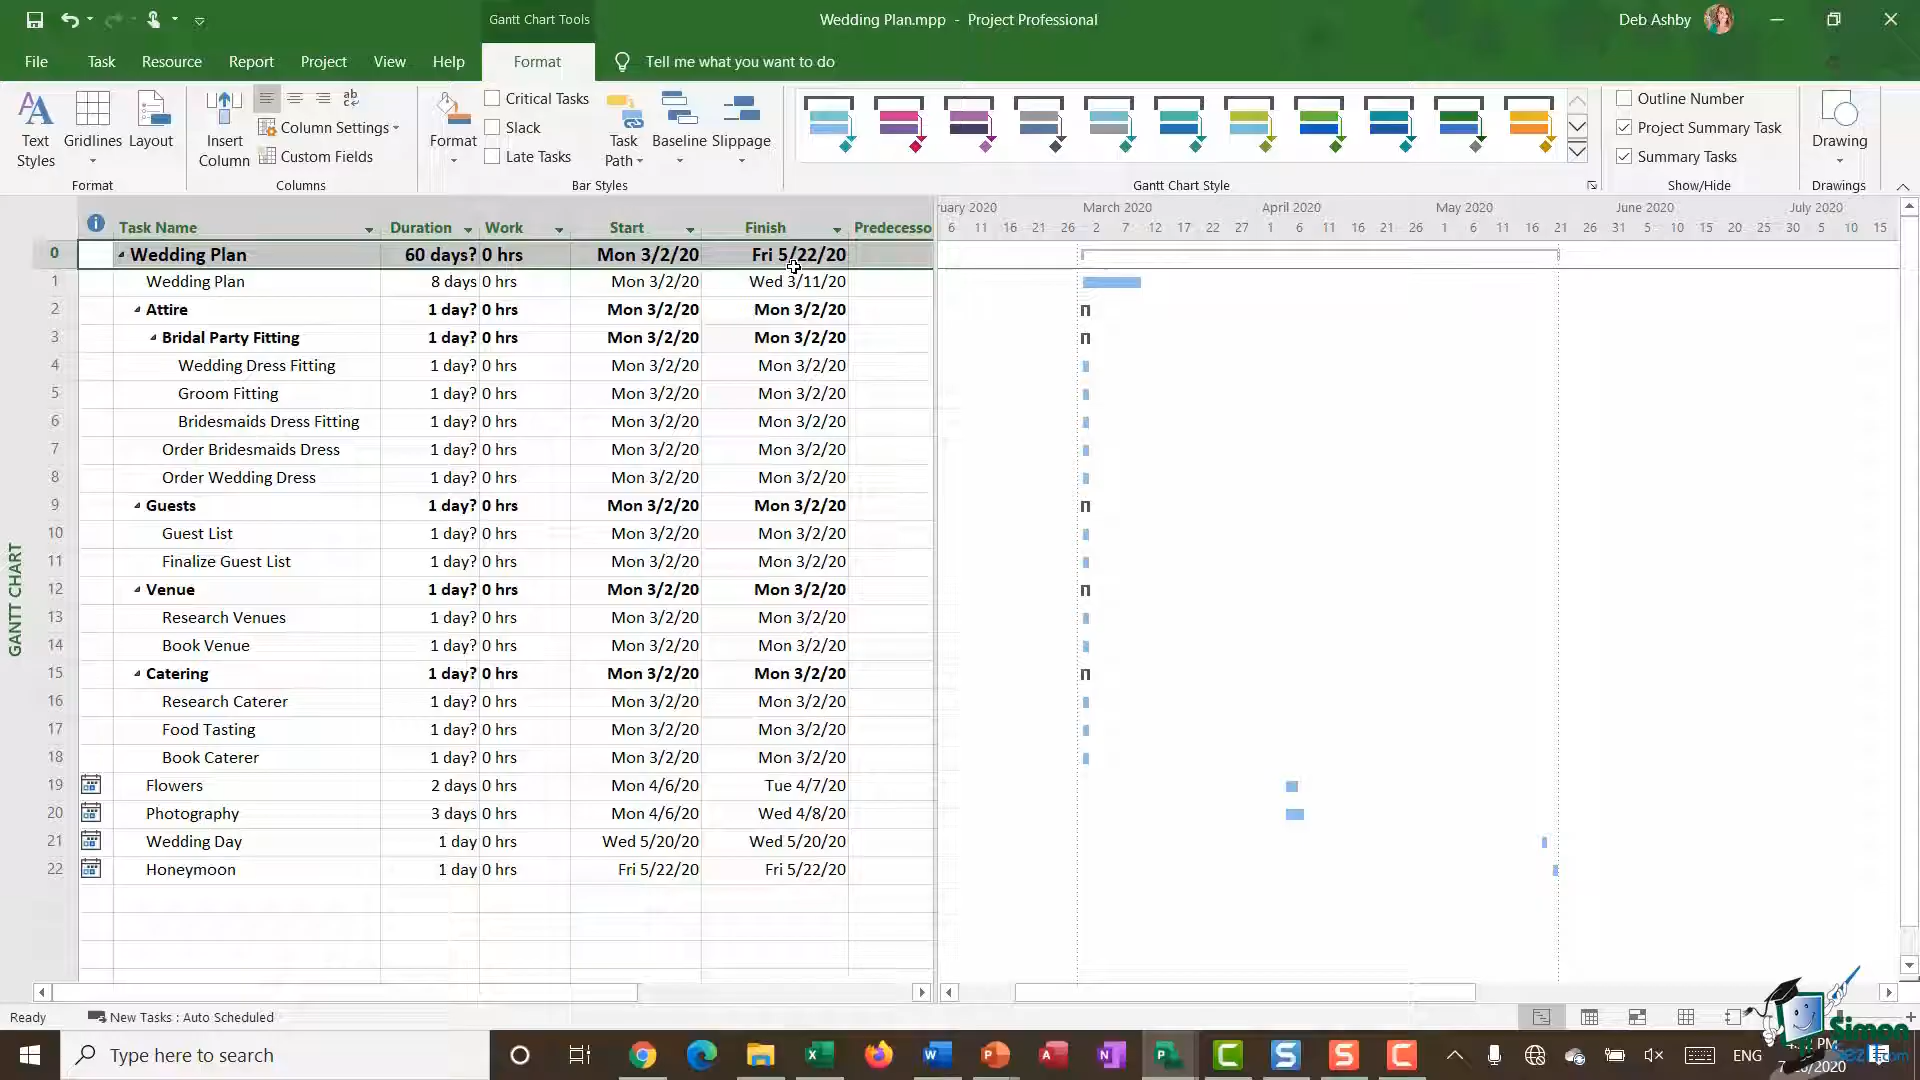 Gantt Chart Tools
Wedding Plan.mpp - Project Professional
Deb Ashby
File Task Resource Report Project View Help Format Tell me what you want to do
Text Styles
Gridlines
Layout
Format
Insert Column
Column Settings
Custom Fields
Columns
Format
Critical Tasks
Slack
Late Tasks
Task Path
Baseline
Slippage
Bar Styles
Gantt Chart Style
Outline Number
Project Summary Task
Summary Tasks
Show/Hide
Drawing
Drawings
Task Name Duration Work Start Finish Predecesso
0 Wedding Plan 60 days? 0 hrs Mon 3/2/20 Fri 5/22/20
1 Wedding Plan 8 days 0 hrs Mon 3/2/20 Wed 3/11/20
2 Attire 1 day? 0 hrs Mon 3/2/20 Mon 3/2/20
3 Bridal Party Fitting 1 day? 0 hrs Mon 3/2/20 Mon 3/2/20
4 Wedding Dress Fitting 1 day? 0 hrs Mon 3/2/20 Mon 3/2/20
5 Groom Fitting 1 day? 0 hrs Mon 3/2/20 Mon 3/2/20
6 Bridesmaids Dress Fitting 1 day? 0 hrs Mon 3/2/20 Mon 3/2/20
7 Order Bridesmaids Dress 1 day? 0 hrs Mon 3/2/20 Mon 3/2/20
8 Order Wedding Dress 1 day? 0 hrs Mon 3/2/20 Mon 3/2/20
9 Guests 1 day? 0 hrs Mon 3/2/20 Mon 3/2/20
10 Guest List 1 day? 0 hrs Mon 3/2/20 Mon 3/2/20
11 Finalize Guest List 1 day? 0 hrs Mon 3/2/20 Mon 3/2/20
12 Venue 1 day? 0 hrs Mon 3/2/20 Mon 3/2/20
13 Research Venues 1 day? 0 hrs Mon 3/2/20 Mon 3/2/20
14 Book Venue 1 day? 0 hrs Mon 3/2/20 Mon 3/2/20
15 Catering 1 day? 0 hrs Mon 3/2/20 Mon 3/2/20
16 Research Caterer 1 day? 0 hrs Mon 3/2/20 Mon 3/2/20
17 Food Tasting 1 day? 0 hrs Mon 3/2/20 Mon 3/2/20
18 Book Caterer 1 day? 0 hrs Mon 3/2/20 Mon 3/2/20
19 Flowers 2 days 0 hrs Mon 4/6/20 Tue 4/7/20
20 Photography 3 days 0 hrs Mon 4/6/20 Wed 4/8/20
21 Wedding Day 1 day 0 hrs Wed 5/20/20 Wed 5/20/20
22 Honeymoon 1 day 0 hrs Fri 5/22/20 Fri 5/22/20
GANTT CHART
ruary 2020 March 2020 April 2020 May 2020 June 2020 July 2020
6 11 16 21 26 2 7 12 17 22 27 1 6 11 16 21 26 1 6 11 16 21 26 31 5 10 15 20 25 30 5 10 15
Ready New Tasks : Auto Scheduled
Type here to search
ENG
PM
Simon
Sez it.com